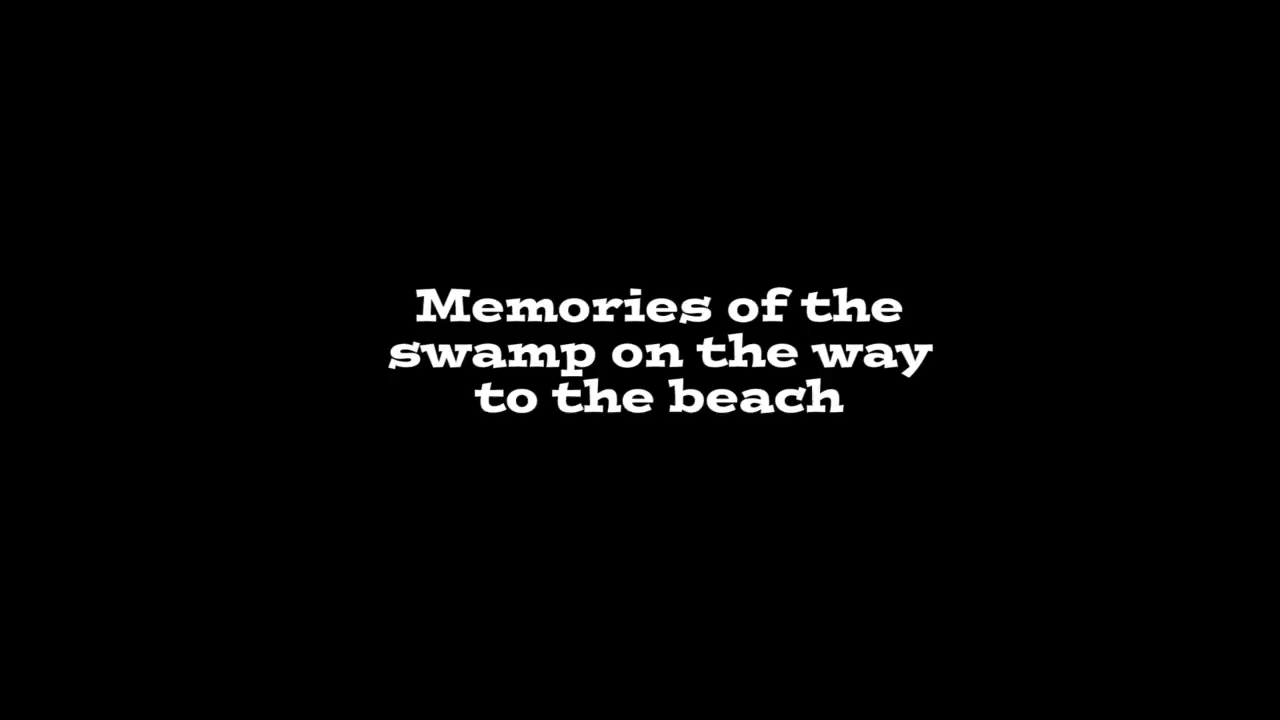 Memories of the
swamp on the way
to the beach